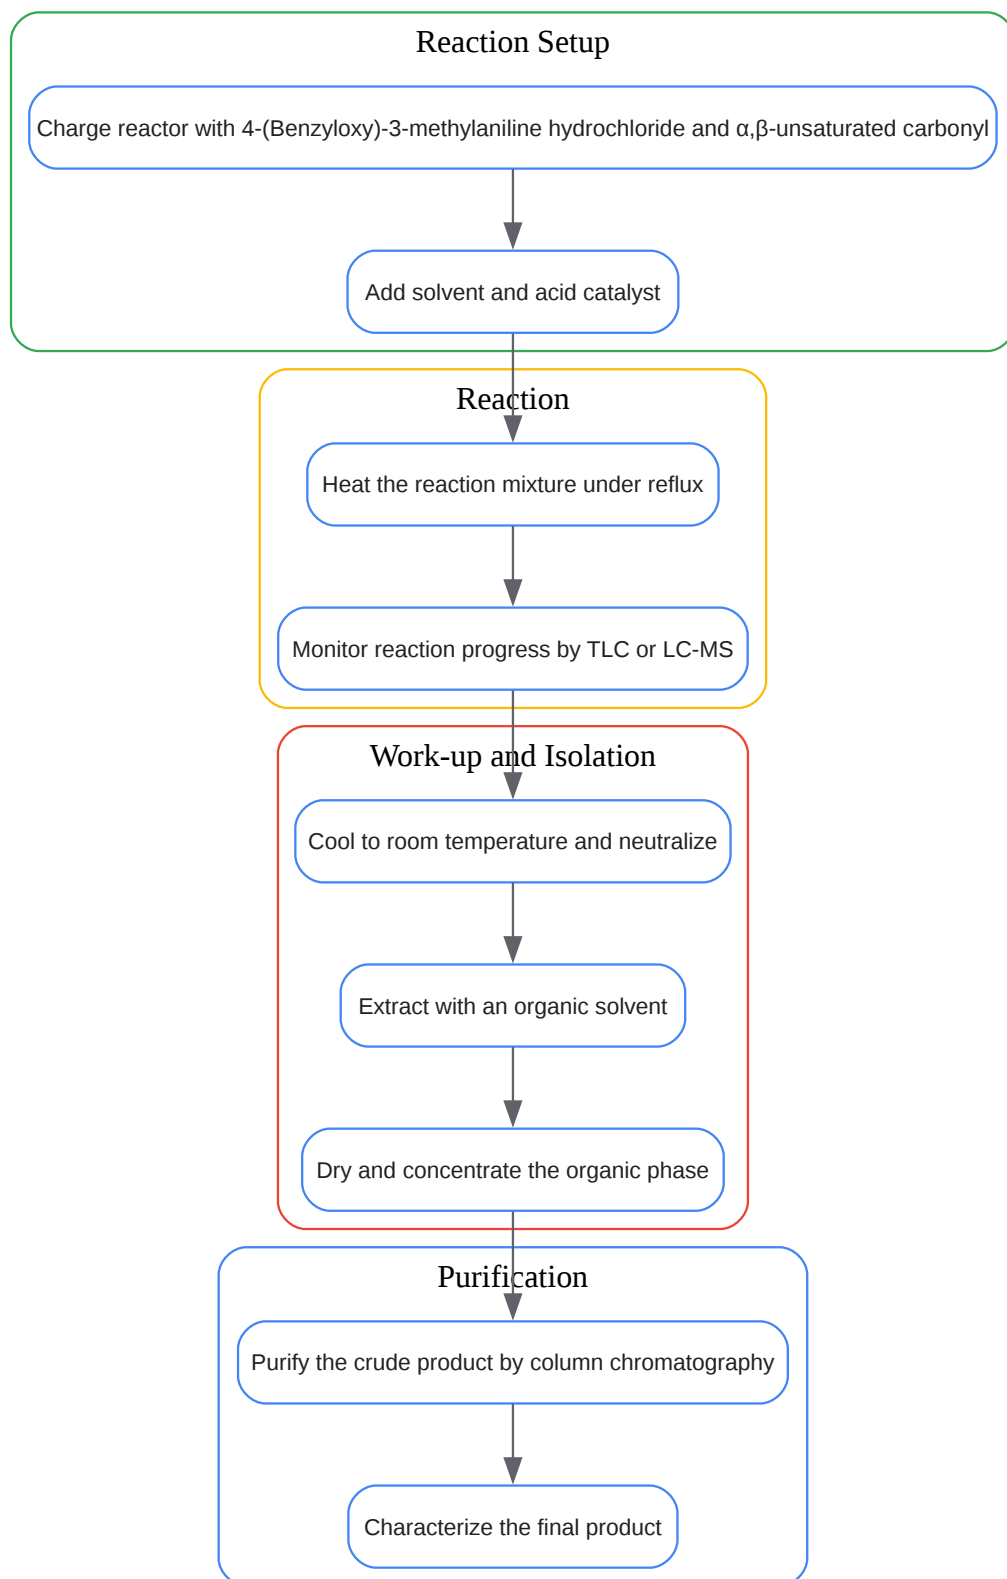 Reaction Setup
Charge reactor with 4-(Benzyloxy)-3-methylaniline hydrochloride and α,β-unsaturated carbonyl
Add solvent and acid catalyst
Reaction
Heat the reaction mixture under reflux
Monitor reaction progress by TLC or LC-MS
Work-up and Isolation
Cool to room temperature and neutralize
Extract with an organic solvent
Dry and concentrate the organic phase
Purification
Purify the crude product by column chromatography
Characterize the final product